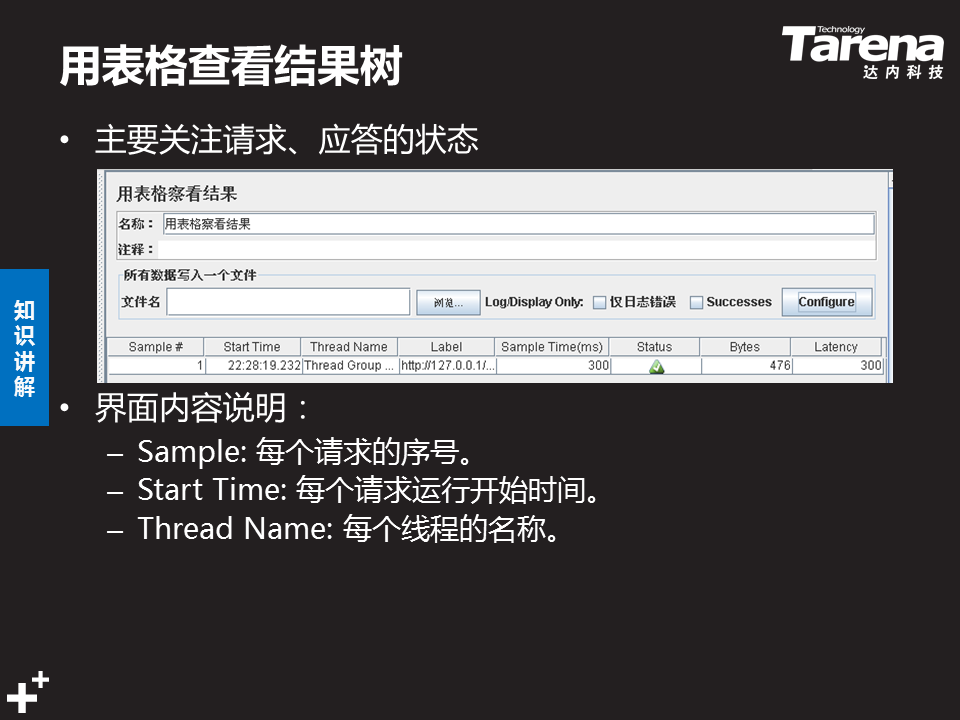 用表格查看结果树
Technology
Tarena
达内科技
• 主要关注请求、应答的状态
用表格察看结果
名称： 用表格察看结果
注释：
所有数据写入一个文件
文件名 浏览... Log/Display Only: 仅日志错误 Successes Configure
Sample # Start Time Thread Name Label Sample Time(ms) Status Bytes Latency
1 22:28:19.232 Thread Group ... http://127.0.0.1/... 300 476 300
知识讲解
• 界面内容说明：
– Sample: 每个请求的序号。
– Start Time: 每个请求运行开始时间。
– Thread Name: 每个线程的名称。